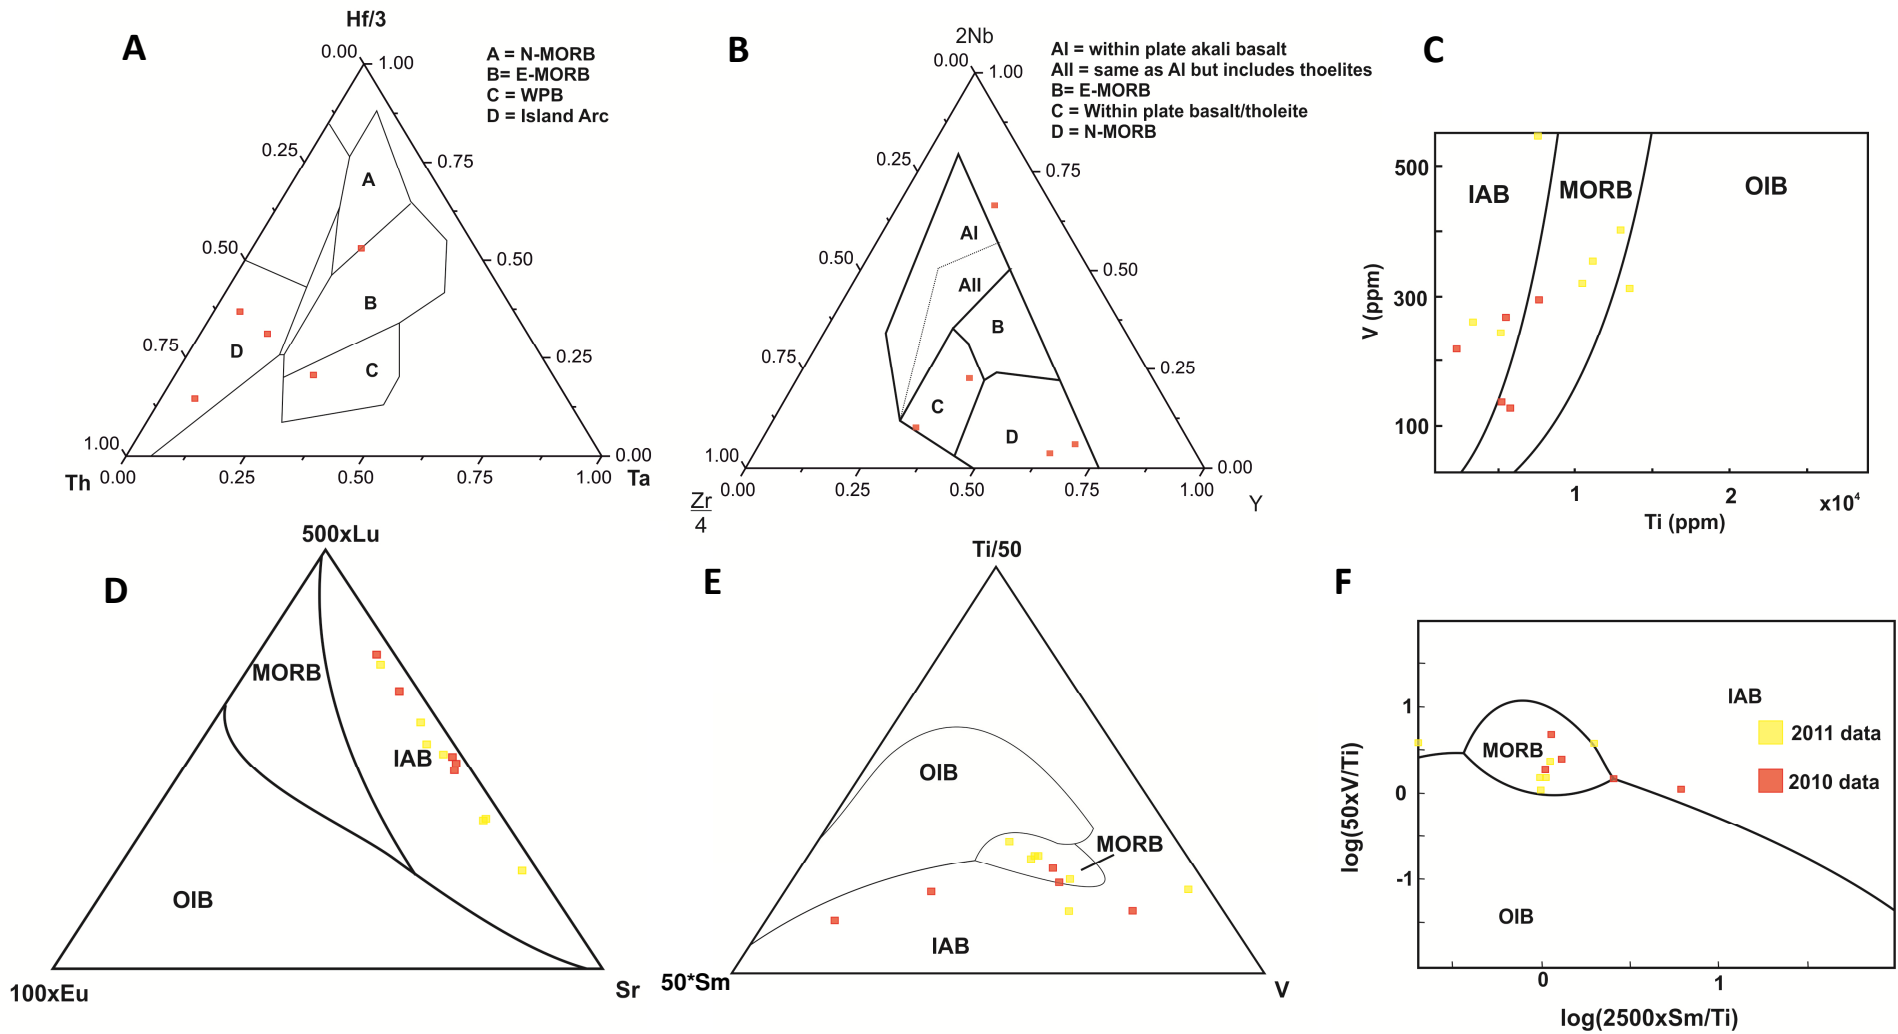 A
Hf/3
0.00
1.00
A = N-MORB
B= E-MORB
C = WPB
D = Island Arc
0.25
0.75
A
0.50
0.50
B
0.75
D
C
0.25
1.00
0.00
Th
0.00
0.25
0.50
0.75
1.00
Ta
B
2Nb
0.00
1.00
AI = within plate akali basalt
AII = same as AI but includes thoelites
B= E-MORB
C = Within plate basalt/tholeite
D = N-MORB
0.25
0.75
AI
0.50
0.50
AII
B
0.75
0.25
C
D
1.00
0.00
0.00
0.25
0.50
0.75
1.00
Zr
4
Y
C
500
IAB
MORB
OIB
V (ppm)
300
100
1
2
x10⁴
Ti (ppm)
D
500xLu
MORB
IAB
OIB
100xEu
Sr
E
Ti/50
OIB
MORB
IAB
50*Sm
V
F
IAB
1
MORB
2011 data
0
2010 data
log(50xV/Ti)
-1
OIB
0
1
log(2500xSm/Ti)